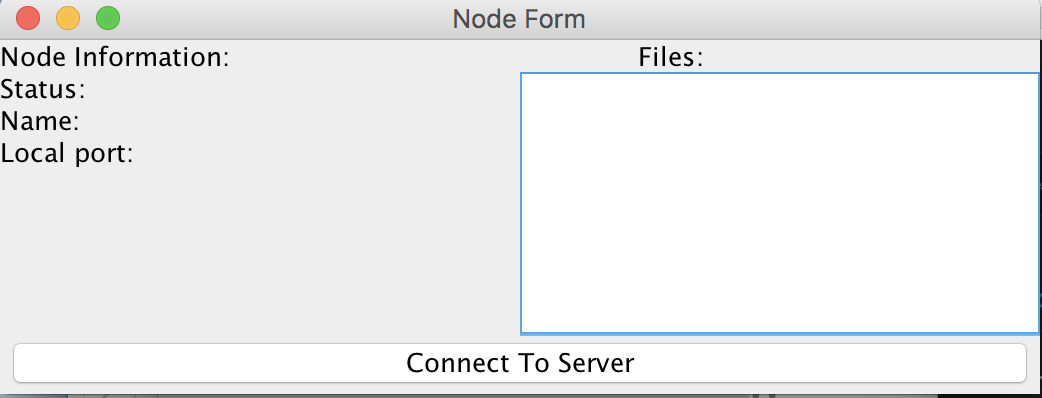 Node Form
Node Information:
Files:
Status:
Name:
Local port:
Connect To Server